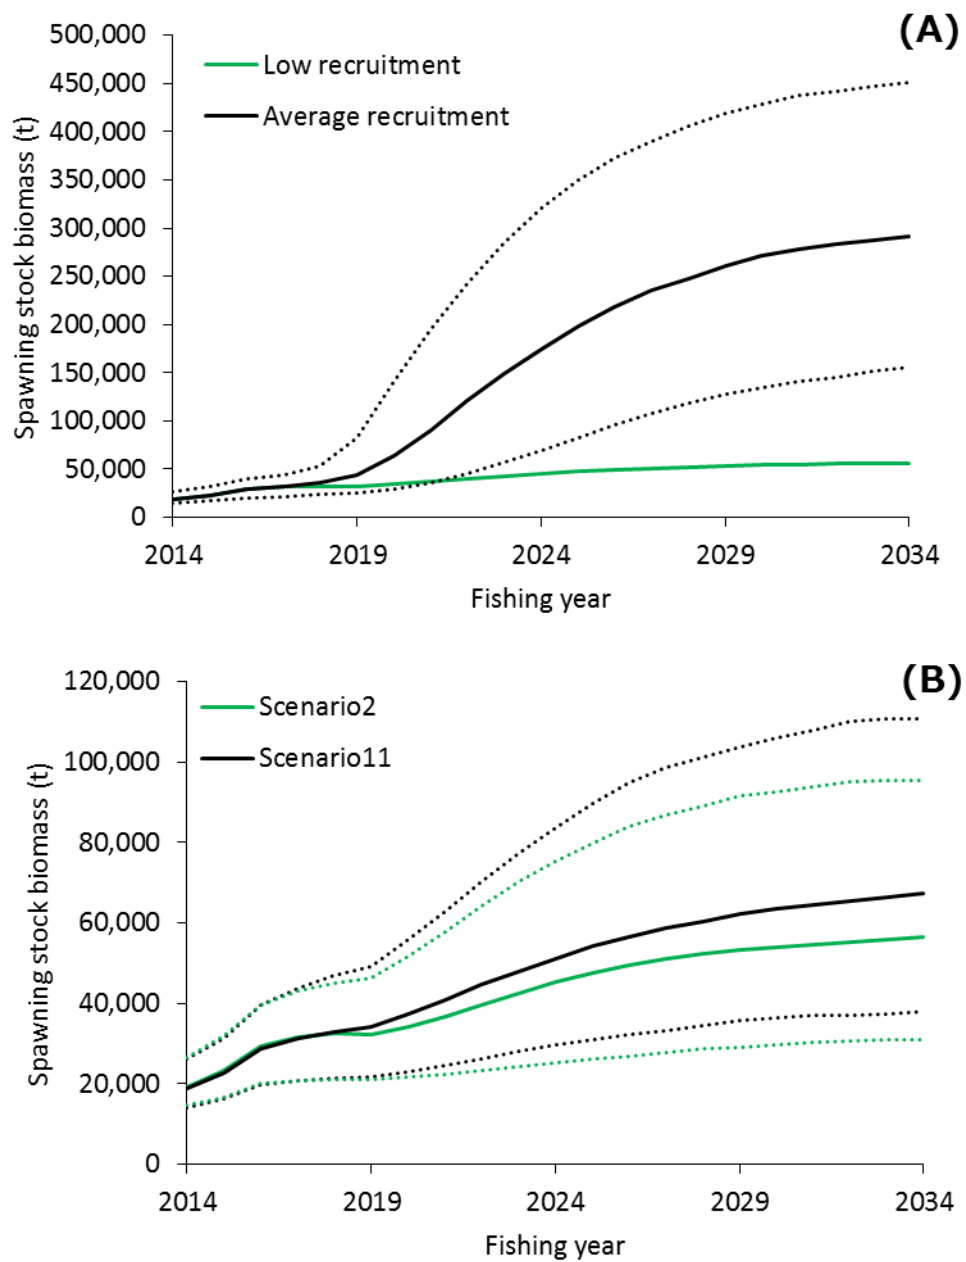 (A)
500,000
450,000
400,000
350,000
300,000
250,000
200,000
150,000
100,000
50,000
0
Spawning stock biomass (t)
Low recruitment
Average recruitment
2014 2019 2024 2029 2034
Fishing year
(B)
120,000
100,000
80,000
60,000
40,000
20,000
0
Spawning stock biomass (t)
Scenario2
Scenario11
2014 2019 2024 2029 2034
Fishing year